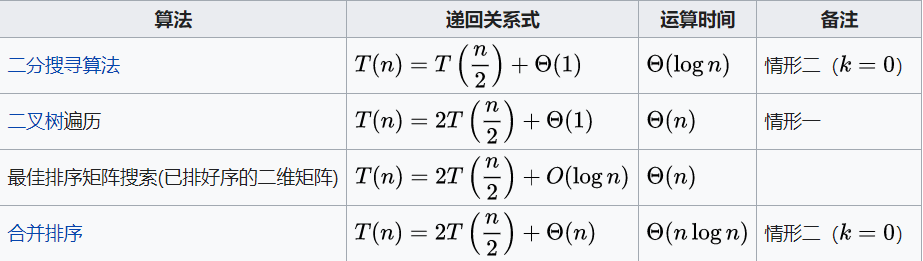 算法 递回关系式 运算时间 备注
二分搜寻算法 T(n) = T(n/2) + Θ(1) Θ(log n) 情形二（k = 0）
二叉树遍历 T(n) = 2T(n/2) + Θ(1) Θ(n) 情形一
最佳排序矩阵搜索(已排好序的二维矩阵) T(n) = 2T(n/2) + O(log n) Θ(n)
合并排序 T(n) = 2T(n/2) + Θ(n) Θ(n log n) 情形二（k = 0）